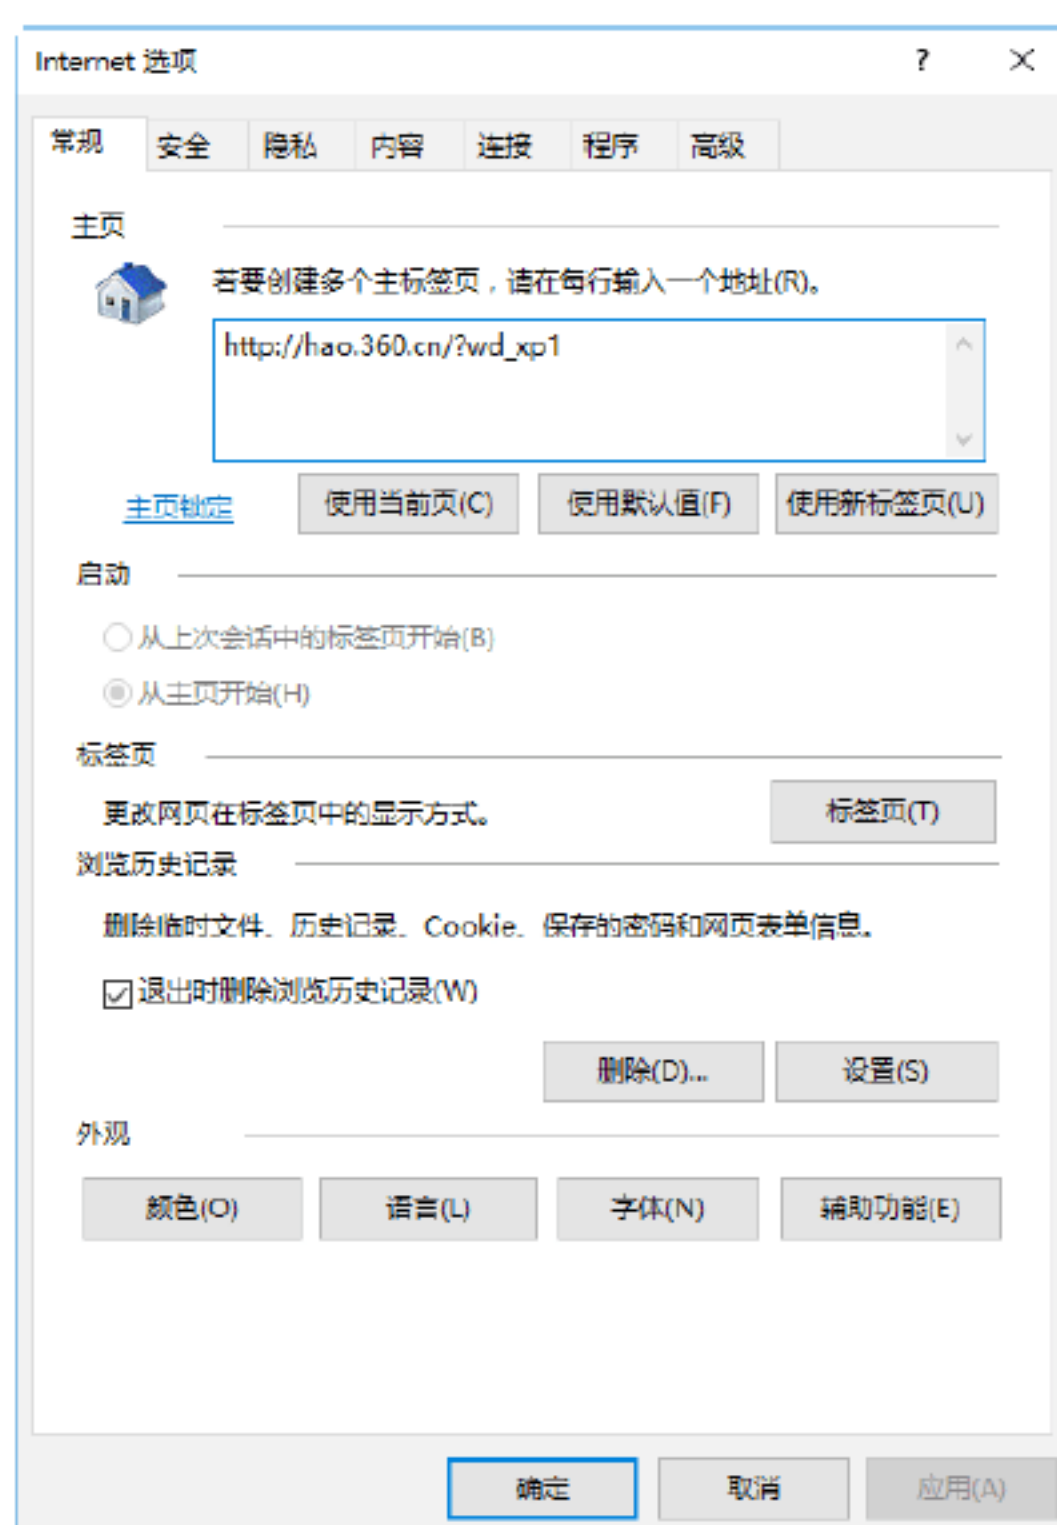 Internet 选项 ?
常规 安全 隐私 内容 连接 程序 高级
主页
若要创建多个主标签页，请在每行输入一个地址(R)。
http://hao.360.cn/?wd_xp1
主页锁定 使用当前页(C) 使用默认值(F) 使用新标签页(U)
启动
从上次会话中的标签页开始(B)
从主页开始(H)
标签页
更改网页在标签页中的显示方式。 标签页(T)
浏览历史记录
删除临时文件、历史记录、Cookie、保存的密码和网页表单信息。
退出时删除浏览历史记录(W)
删除(D)... 设置(S)
外观
颜色(O) 语言(L) 字体(N) 辅助功能(E)
确定 取消 应用(A)